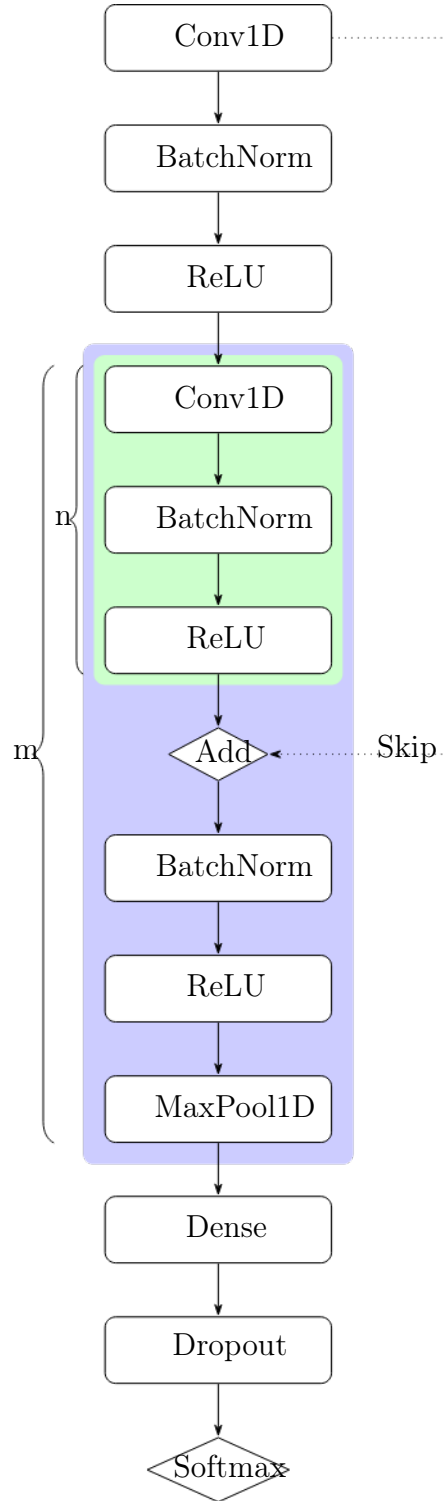 Conv1D
BatchNorm
ReLU
Conv1D
n
BatchNorm
ReLU
m
Add
Skip
BatchNorm
ReLU
MaxPool1D
Dense
Dropout
Softmax